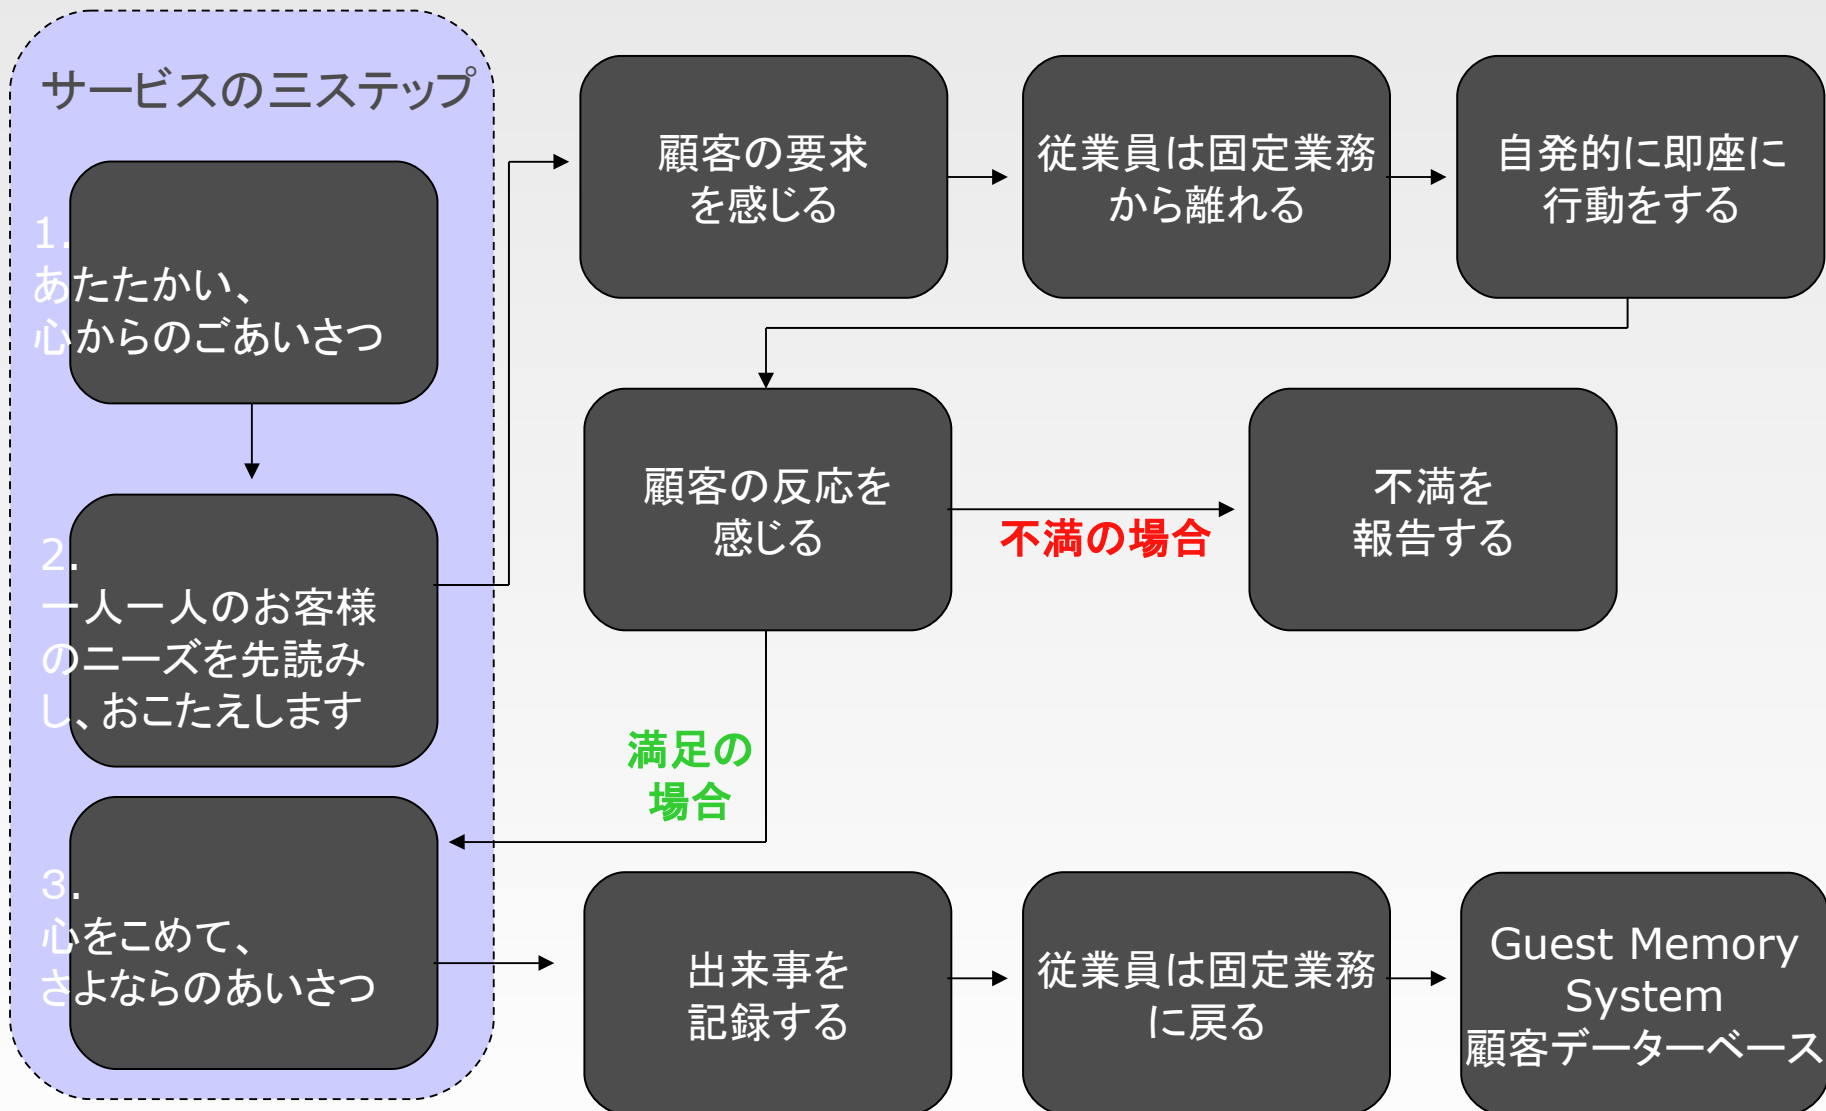 サービスの三ステップ
1.
あたたかい、
心からのごあいさつ
2.
一人一人のお客様
のニーズを先読み
し、おこたえします
3.
心をこめて、
さよならのあいさつ
顧客の要求
を感じる
従業員は固定業務
から離れる
自発的に即座に
行動をする
顧客の反応を
感じる
不満の場合
不満を
報告する
満足の
場合
出来事を
記録する
従業員は固定業務
に戻る
Guest Memory
System
顧客データーベース